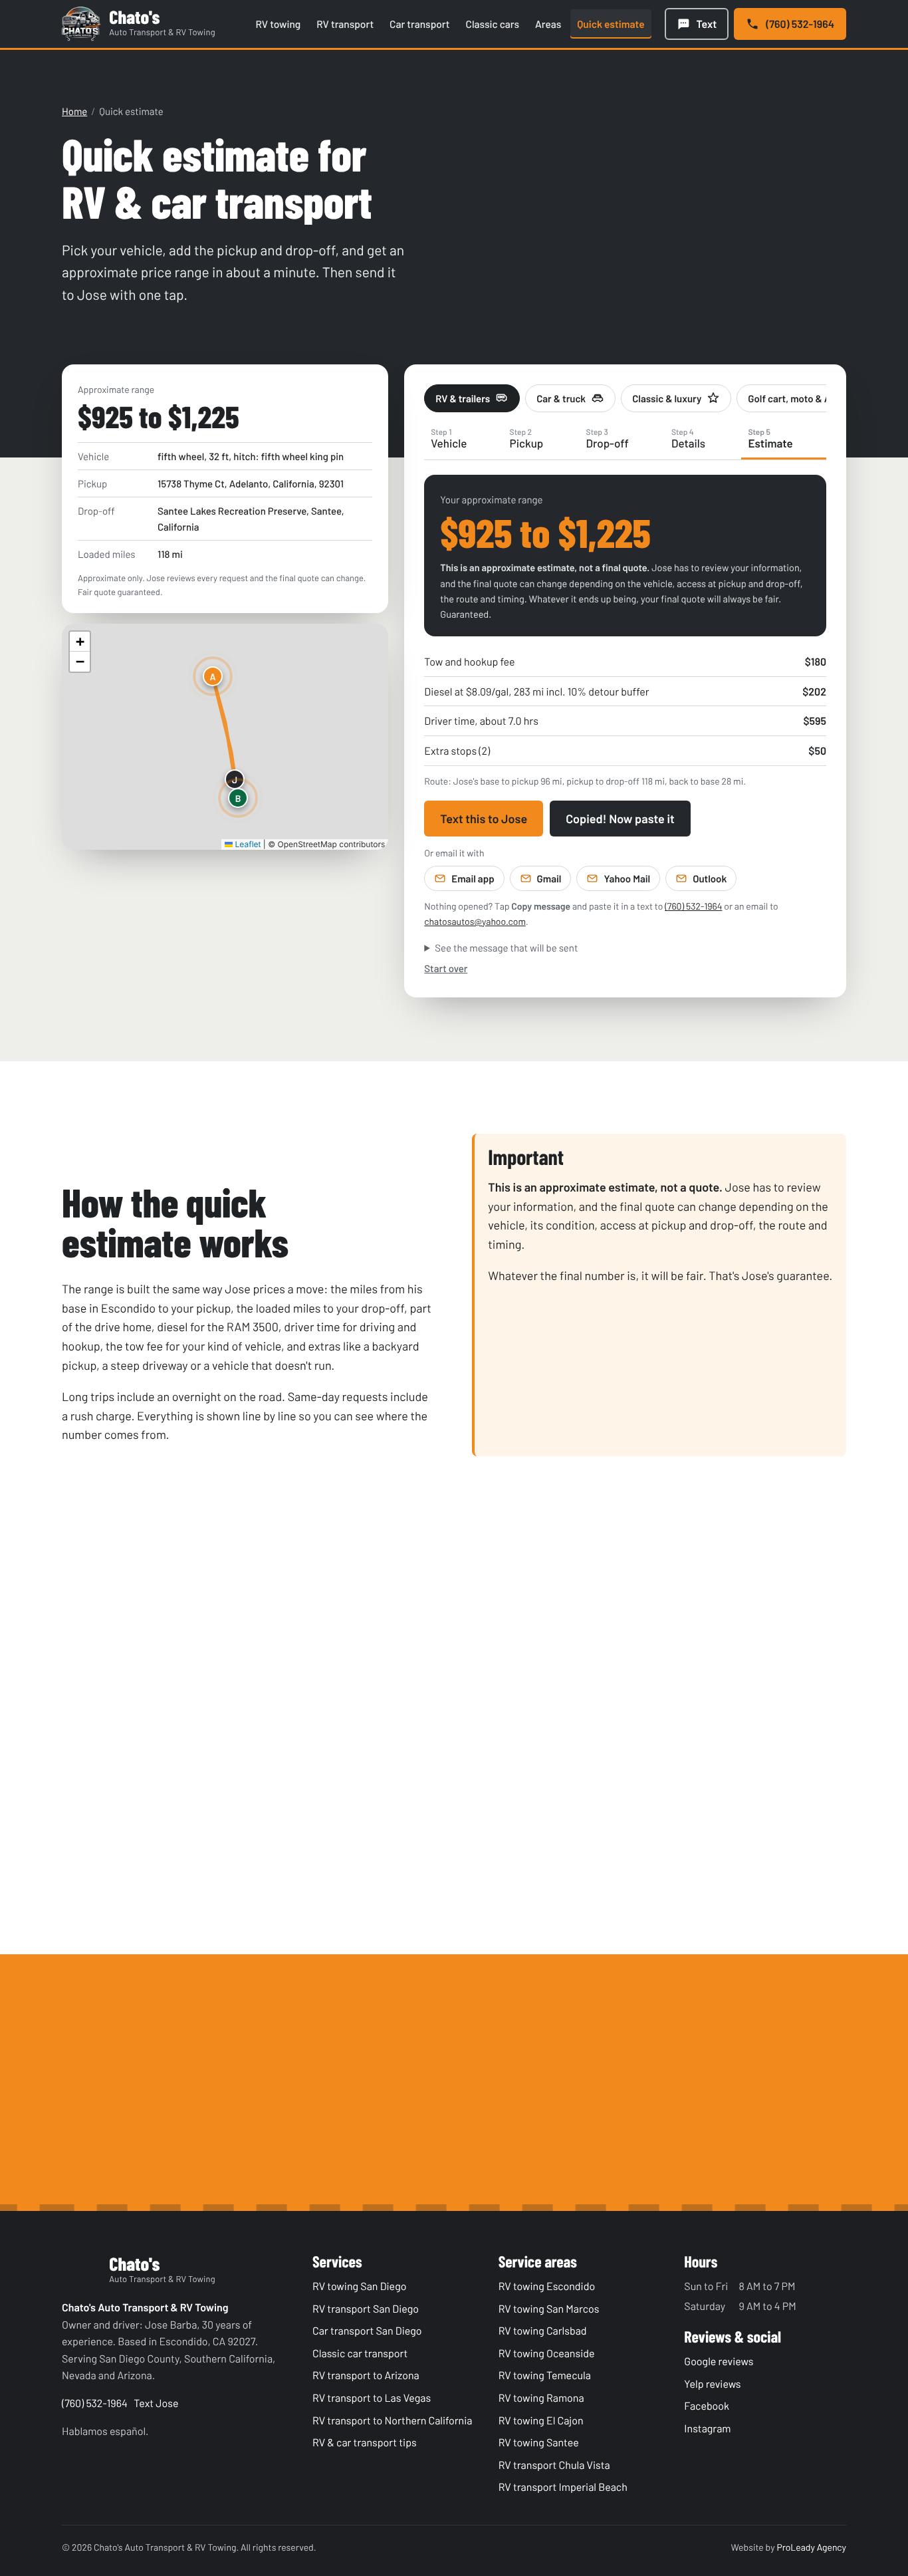 CHATO'S
Chato's
Auto Transport & RV Towing
RV towing
RV transport
Car transport
Classic cars
Areas
Quick estimate
Text
(760) 532-1964
Home / Quick estimate
Quick estimate for
RV & car transport
Pick your vehicle, add the pickup and drop-off, and get an
approximate price range in about a minute. Then send it
to Jose with one tap.
Approximate range
$925 to $1,225
Vehicle fifth wheel, 32 ft, hitch: fifth wheel king pin
Pickup 15738 Thyme Ct, Adelanto, California, 92301
Drop-off Santee Lakes Recreation Preserve, Santee,
California
Loaded miles 118 mi
Approximate only. Jose reviews every request and the final quote can change.
Fair quote guaranteed.
+
−
A
J
B
Leaflet | © OpenStreetMap contributors
RV & trailers
Car & truck
Classic & luxury
Golf cart, moto &
Step 1
Vehicle
Step 2
Pickup
Step 3
Drop-off
Step 4
Details
Step 5
Estimate
Your approximate range
$925 to $1,225
This is an approximate estimate, not a final quote. Jose has to review your information,
and the final quote can change depending on the vehicle, access at pickup and drop-off,
the route and timing. Whatever it ends up being, your final quote will always be fair.
Guaranteed.
Tow and hookup fee $180
Diesel at $8.09/gal, 283 mi incl. 10% detour buffer $202
Driver time, about 7.0 hrs $595
Extra stops (2) $50
Route: Jose's base to pickup 96 mi, pickup to drop-off 118 mi, back to base 28 mi.
Text this to Jose
Copied! Now paste it
Or email it with
Email app
Gmail
Yahoo Mail
Outlook
Nothing opened? Tap Copy message and paste it in a text to (760) 532-1964 or an email to
chatosautos@yahoo.com.
See the message that will be sent
Start over
How the quick
estimate works
The range is built the same way Jose prices a move: the miles from his
base in Escondido to your pickup, the loaded miles to your drop-off, part
of the drive home, diesel for the RAM 3500, driver time for driving and
hookup, the tow fee for your kind of vehicle, and extras like a backyard
pickup, a steep driveway or a vehicle that doesn't run.
Long trips include an overnight on the road. Same-day requests include
a rush charge. Everything is shown line by line so you can see where the
number comes from.
Important
This is an approximate estimate, not a quote. Jose has to review
your information, and the final quote can change depending on the
vehicle, its condition, access at pickup and drop-off, the route and
timing.
Whatever the final number is, it will be fair. That's Jose's guarantee.
Chato's
Auto Transport & RV Towing
Chato's Auto Transport & RV Towing
Owner and driver: Jose Barba, 30 years of
experience. Based in Escondido, CA 92027.
Serving San Diego County, Southern California,
Nevada and Arizona.
(760) 532-1964 Text Jose
Hablamos español.
Services
RV towing San Diego
RV transport San Diego
Car transport San Diego
Classic car transport
RV transport to Arizona
RV transport to Las Vegas
RV transport to Northern California
RV & car transport tips
Service areas
RV towing Escondido
RV towing San Marcos
RV towing Carlsbad
RV towing Oceanside
RV towing Temecula
RV towing Ramona
RV towing El Cajon
RV towing Santee
RV transport Chula Vista
RV transport Imperial Beach
Hours
Sun to Fri 8 AM to 7 PM
Saturday 9 AM to 4 PM
Reviews & social
Google reviews
Yelp reviews
Facebook
Instagram
© 2026 Chato's Auto Transport & RV Towing. All rights reserved.
Website by ProLeady Agency